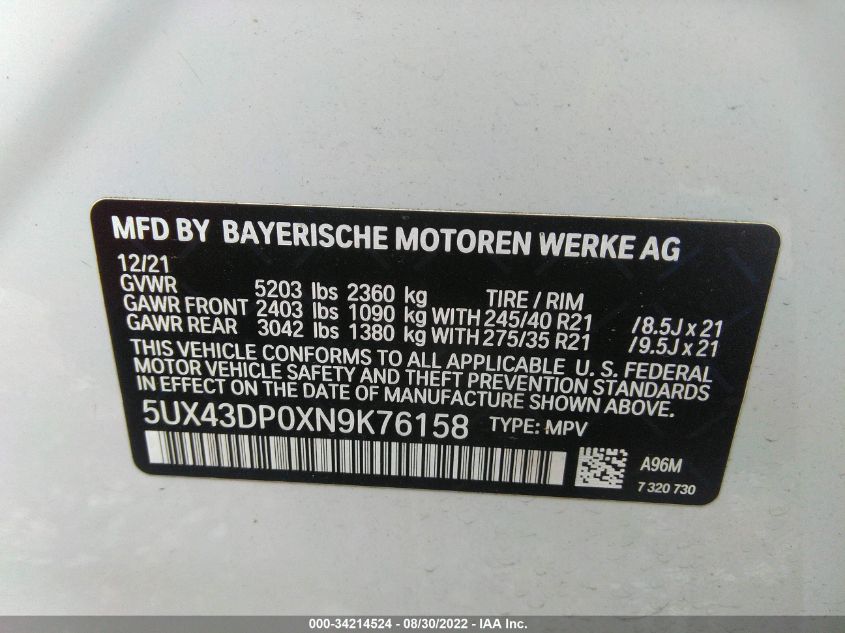 MFD BY BAYERISCHE MOTOREN WERKE AG
12/21
GVWR 5203 lbs 2360 kg TIRE / RIM
GAWR FRONT 2403 lbs 1090 kg WITH 245/40 R21 /8.5J x 21
GAWR REAR 3042 lbs 1380 kg WITH 275/35 R21 /9.5J x 21
THIS VEHICLE CONFORMS TO ALL APPLICABLE U. S. FEDERAL
MOTOR VEHICLE SAFETY AND THEFT PREVENTION STANDARDS
IN EFFECT ON THE DATE OF MANUFACTURE SHOWN ABOVE.
5UX43DP0XN9K76158 TYPE: MPV
A96M
7 320 730
000-34214524 - 08/30/2022 - IAA Inc.